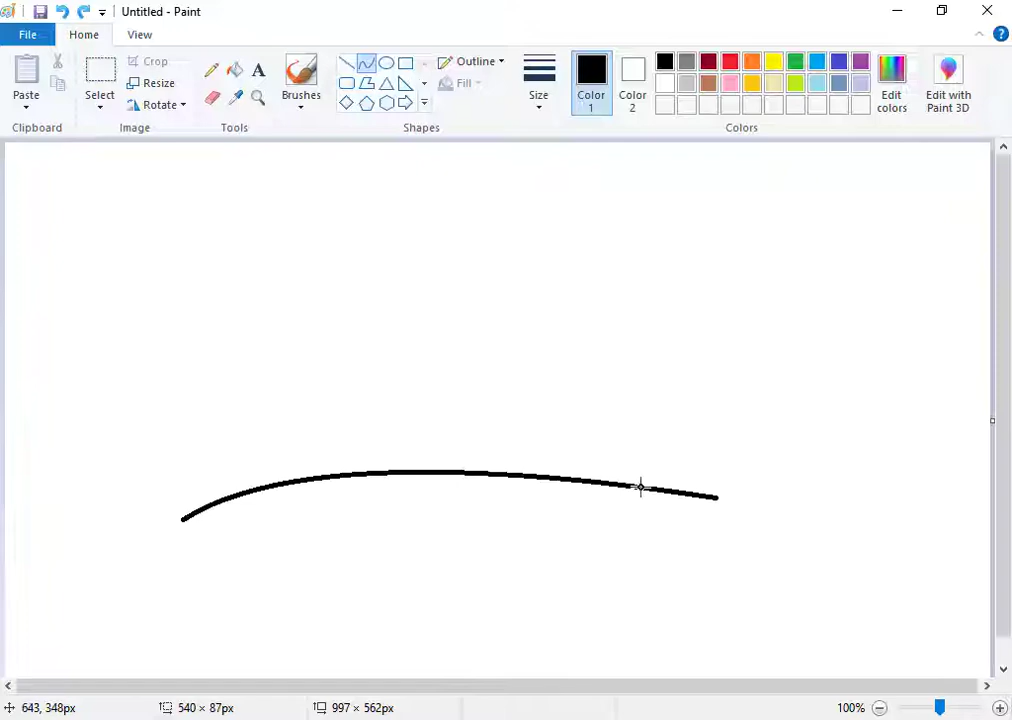 Untitled - Paint
File Home View
Paste
Clipboard
Select
Crop
Resize
Rotate
Image
Tools
Brushes
Outline
Fill
Shapes
Size
Color 1
Color 2
Edit colors
Colors
Edit with Paint 3D
643, 348px
540 × 87px
997 × 562px
100%